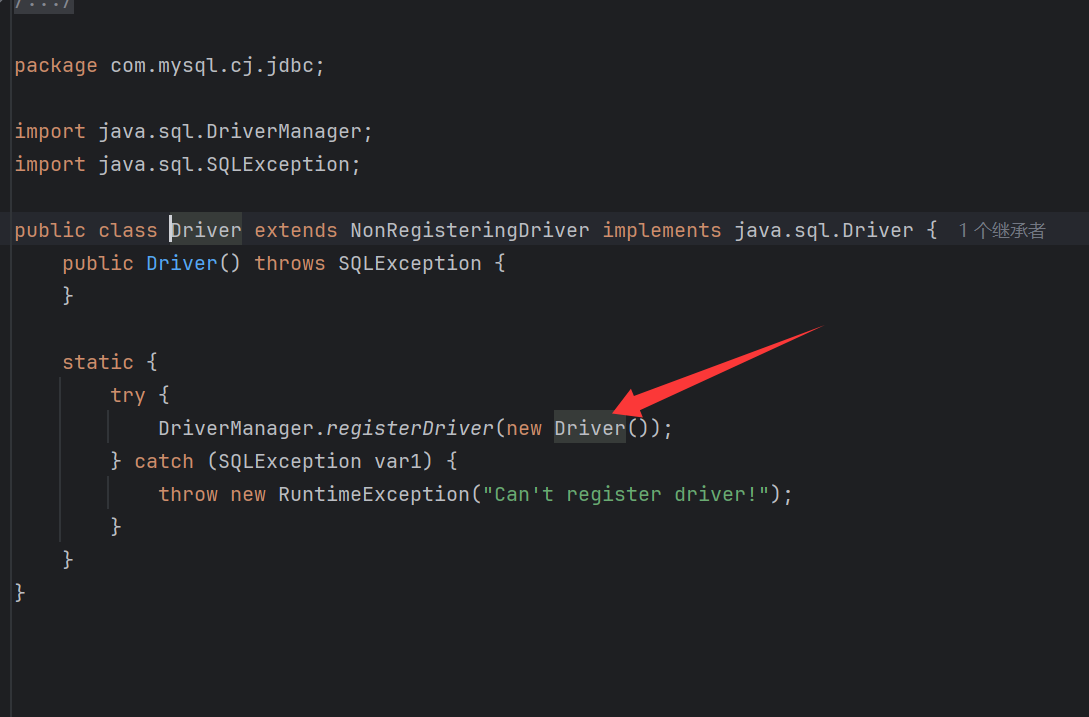 /.../
package com.mysql.cj.jdbc;
import java.sql.DriverManager;
import java.sql.SQLException;
public class Driver extends NonRegisteringDriver implements java.sql.Driver { 1个继承者
    public Driver() throws SQLException {
    }
    static {
        try {
            DriverManager.registerDriver(new Driver());
        } catch (SQLException var1) {
            throw new RuntimeException("Can't register driver!");
        }
    }
}